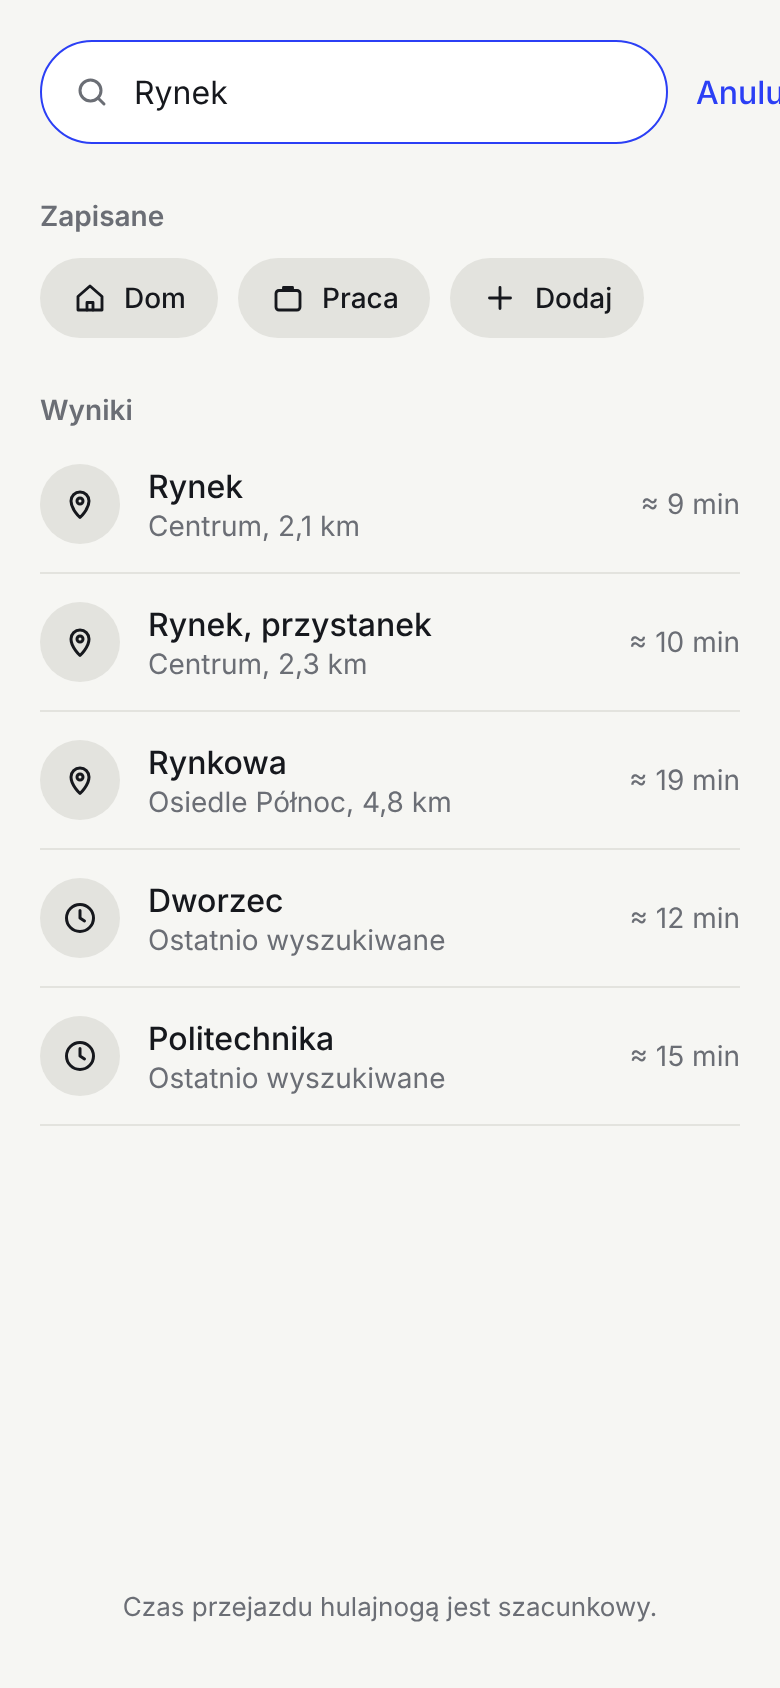 Rynek
Zapisane
Dom
Praca
Dodaj
Wyniki
Rynek
Centrum, 2,1 km
≈ 9 min
Rynek, przystanek
Centrum, 2,3 km
≈ 10 min
Rynkowa
Osiedle Północ, 4,8 km
≈ 19 min
Dworzec
Ostatnio wyszukiwane
≈ 12 min
Politechnika
Ostatnio wyszukiwane
≈ 15 min
Czas przejazdu hulajnogą jest szacunkowy.